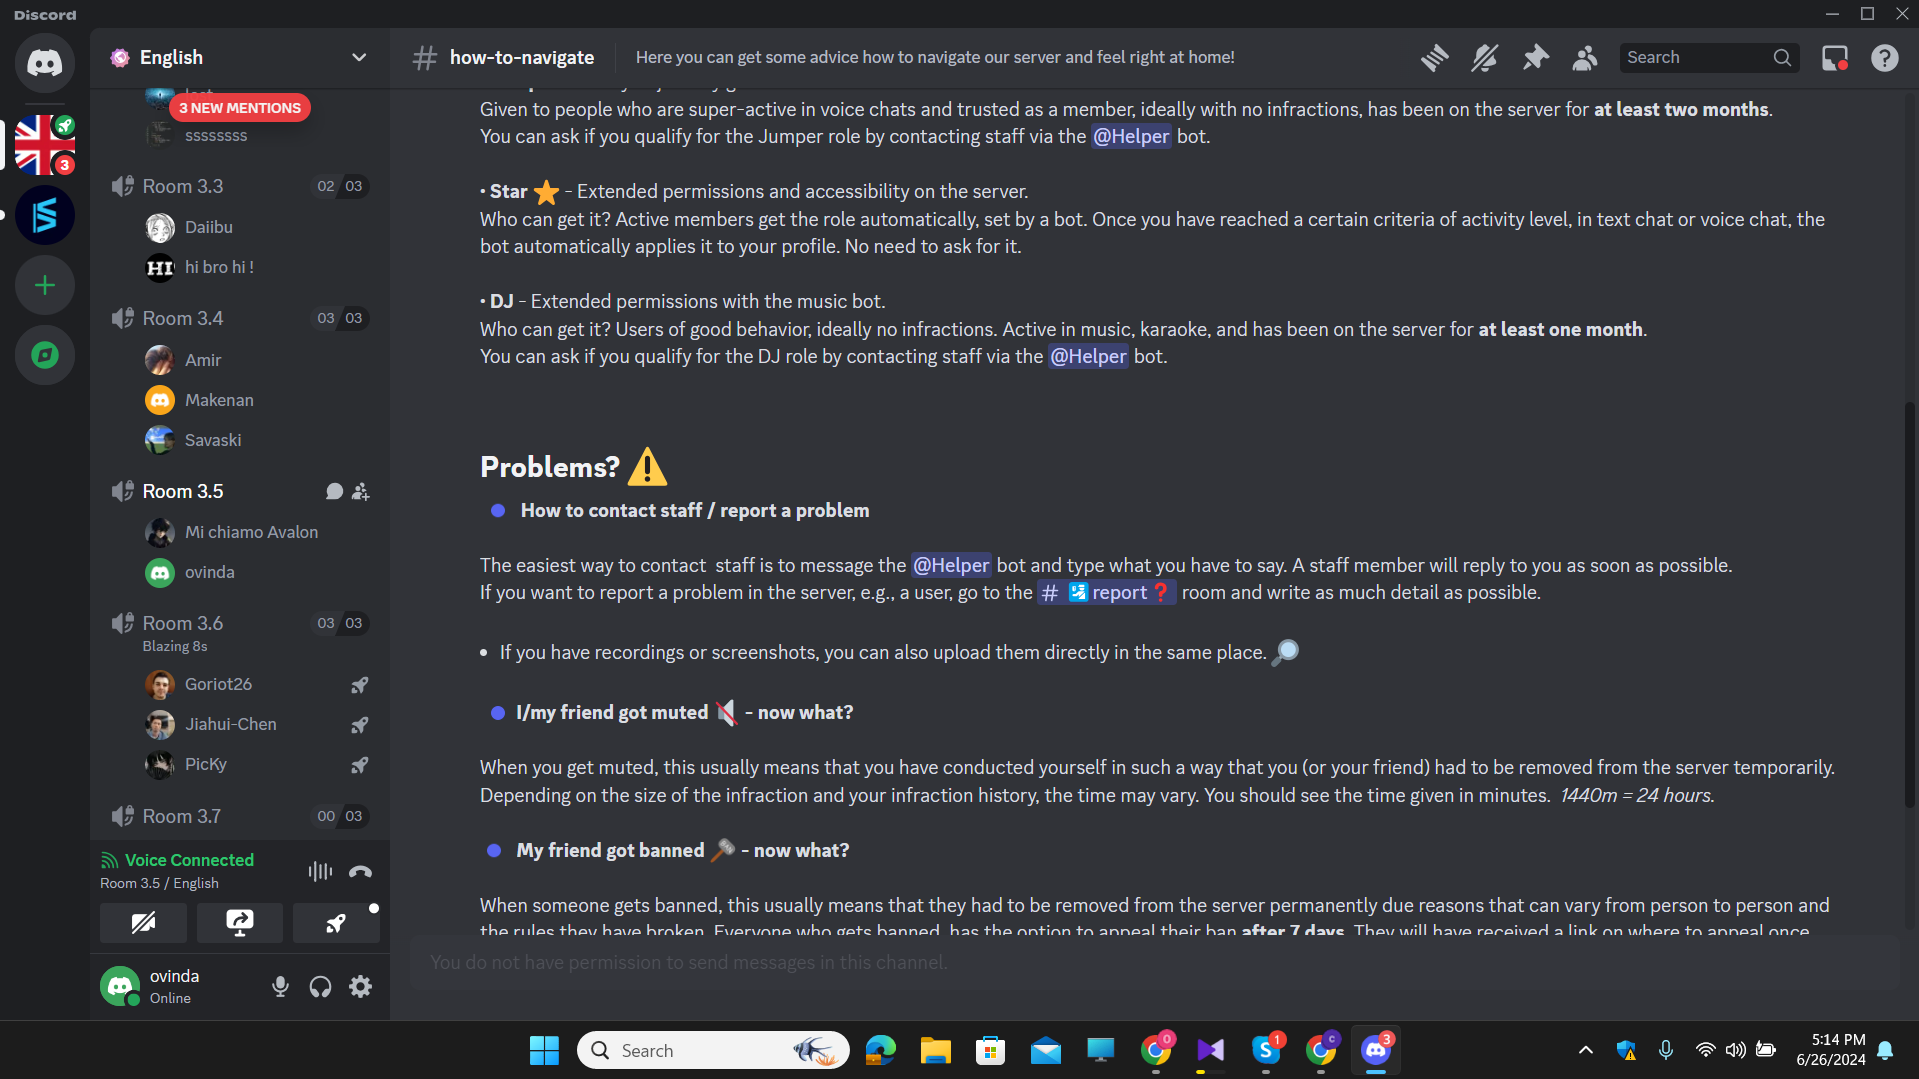 Discord
English
how-to-navigate
Here you can get some advice how to navigate our server and feel right at home!
Search
3 NEW MENTIONS
ssssssss
3
Room 3.3
02 03
Daiibu
HI
hi bro hi !
Room 3.4
03 03
Amir
Makenan
Savaski
Room 3.5
Mi chiamo Avalon
ovinda
Room 3.6
03 03
Blazing 8s
Goriot26
Jiahui-Chen
PicKy
Room 3.7
00 03
Voice Connected
Room 3.5 / English
ovinda
Online
Given to people who are super-active in voice chats and trusted as a member, ideally with no infractions, has been on the server for at least two months.
You can ask if you qualify for the Jumper role by contacting staff via the @Helper bot.
• Star ⭐ - Extended permissions and accessibility on the server.
Who can get it? Active members get the role automatically, set by a bot. Once you have reached a certain criteria of activity level, in text chat or voice chat, the
bot automatically applies it to your profile. No need to ask for it.
• DJ - Extended permissions with the music bot.
Who can get it? Users of good behavior, ideally no infractions. Active in music, karaoke, and has been on the server for at least one month.
You can ask if you qualify for the DJ role by contacting staff via the @Helper bot.
Problems? ⚠️
How to contact staff / report a problem
The easiest way to contact  staff is to message the @Helper bot and type what you have to say. A staff member will reply to you as soon as possible.
If you want to report a problem in the server, e.g., a user, go to the # report❓ room and write as much detail as possible.
• If you have recordings or screenshots, you can also upload them directly in the same place. 🔎
I/my friend got muted 🔇 - now what?
When you get muted, this usually means that you have conducted yourself in such a way that you (or your friend) had to be removed from the server temporarily.
Depending on the size of the infraction and your infraction history, the time may vary. You should see the time given in minutes.  1440m = 24 hours.
My friend got banned 🔨 - now what?
When someone gets banned, this usually means that they had to be removed from the server permanently due reasons that can vary from person to person and
the rules they have broken. Everyone who gets banned, has the option to appeal their ban after 7 days. They will have received a link on where to appeal once
You do not have permission to send messages in this channel.
Search
0
1
C
3
5:14 PM
6/26/2024